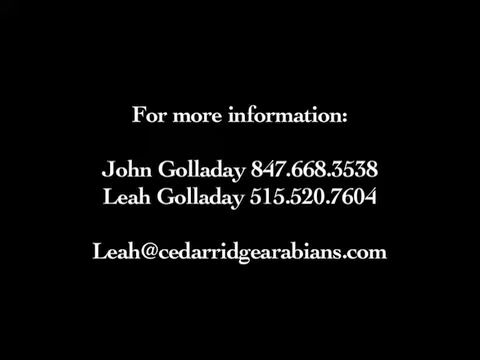 For more information:
John Golladay 847.668.3538
Leah Golladay 515.520.7604
Leah@cedarridgearabians.com